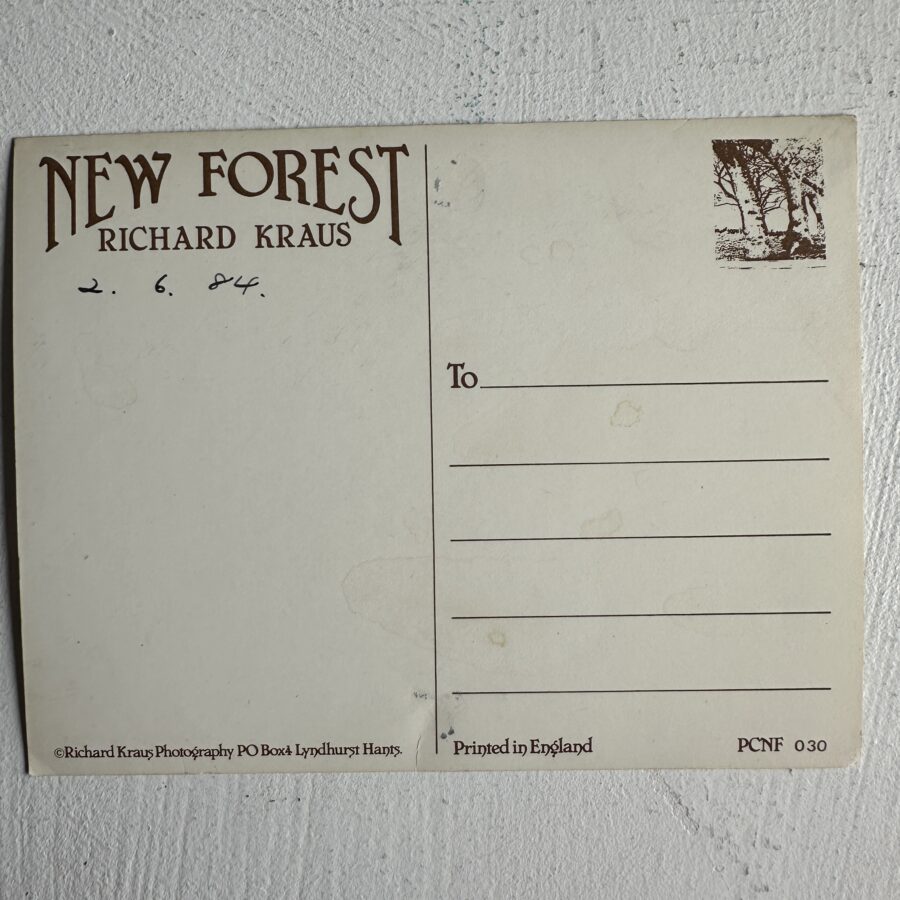 NEW FOREST
RICHARD KRAUS
2. 6. 84.
To
©Richard Kraus Photography PO Box4 Lyndhurst Hants.
Printed in England
PCNF 030